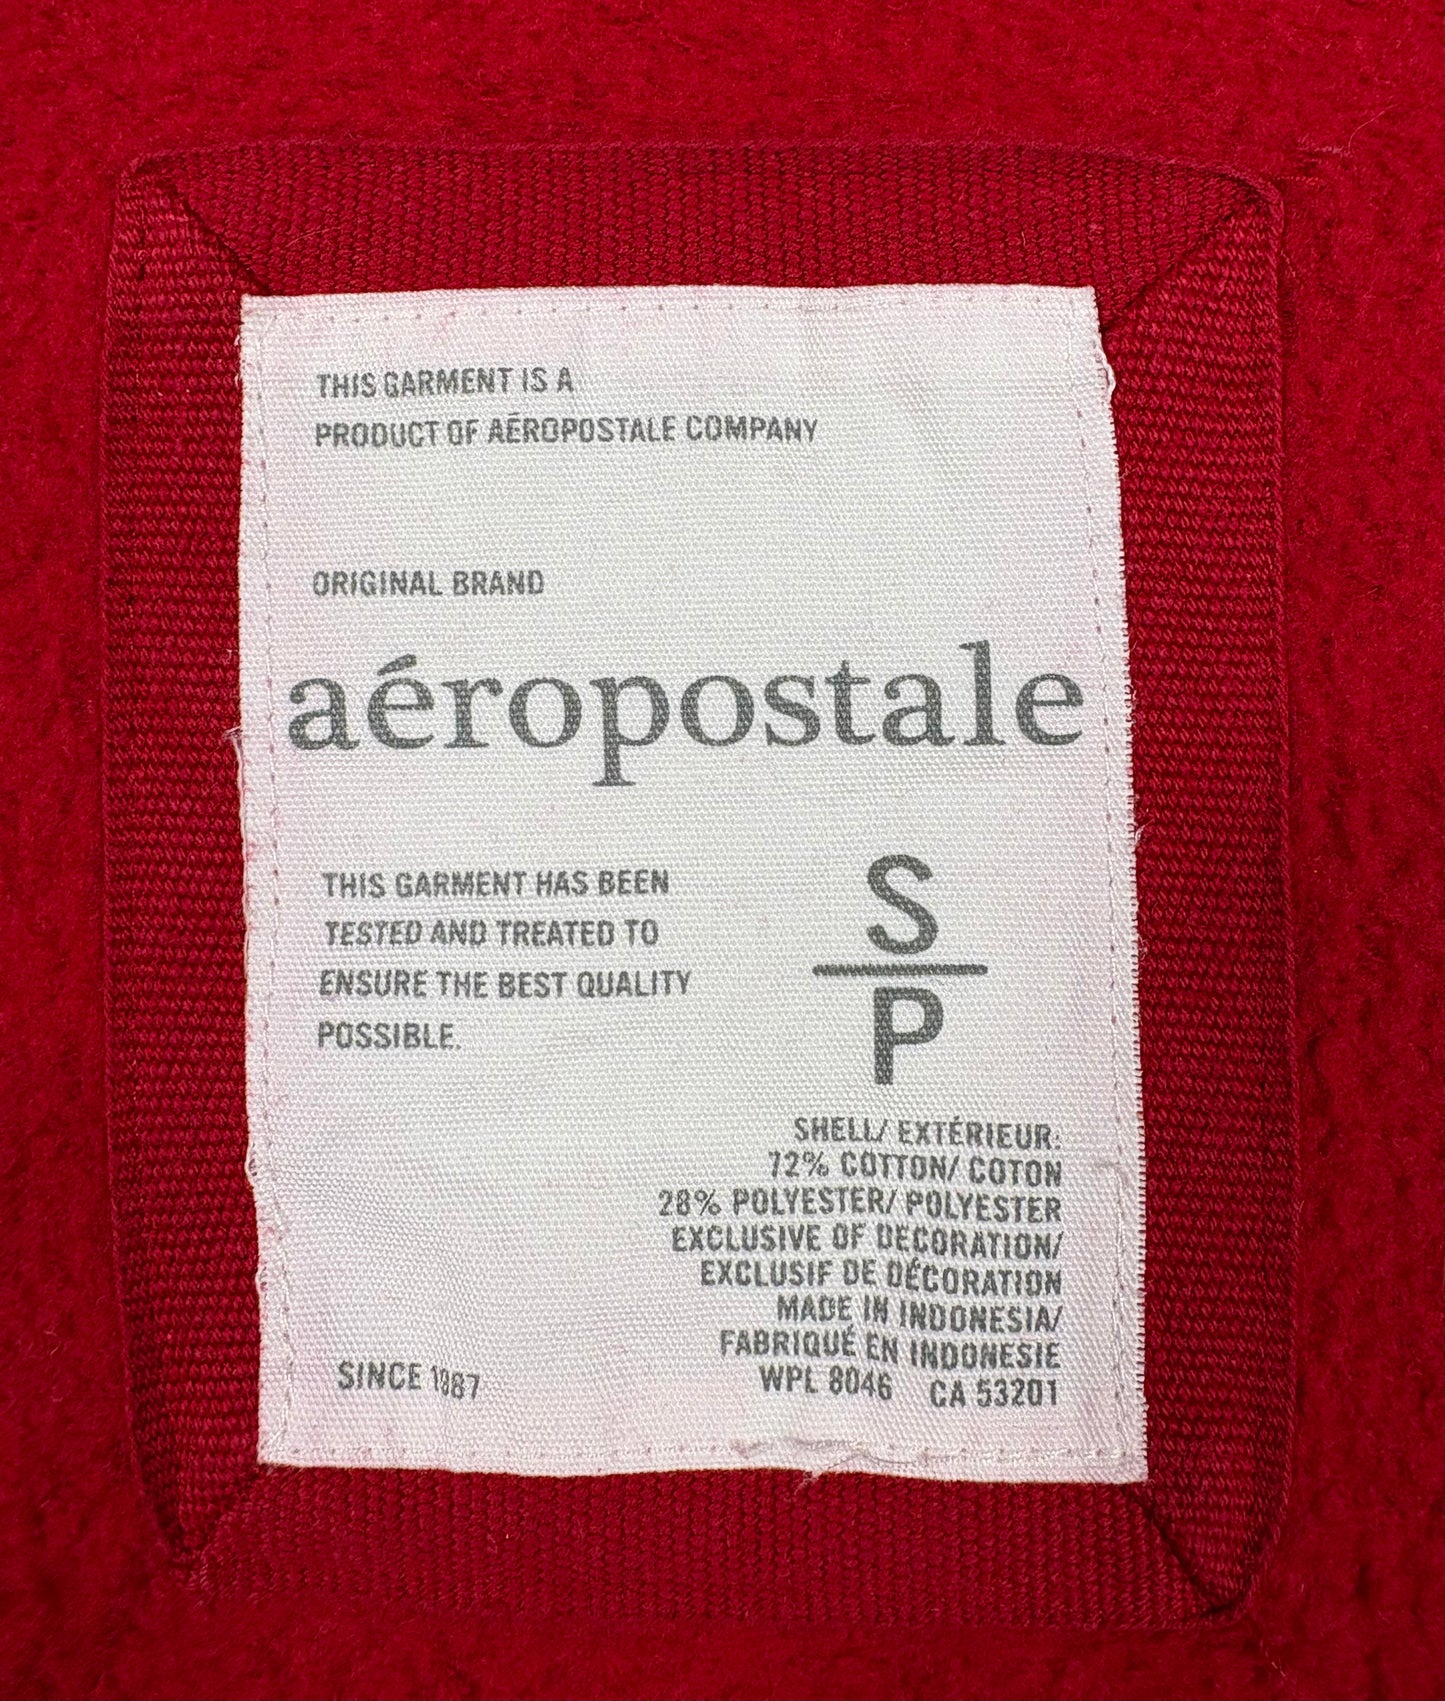 THIS GARMENT IS A
PRODUCT OF AÉROPOSTALE COMPANY
ORIGINAL BRAND
aéropostale
THIS GARMENT HAS BEEN
TESTED AND TREATED TO
ENSURE THE BEST QUALITY
POSSIBLE.
S
P
SHELL/ EXTÉRIEUR:
72% COTTON/ COTON
28% POLYESTER/ POLYESTER
EXCLUSIVE OF DECORATION/
EXCLUSIF DE DÉCORATION
MADE IN INDONESIA/
FABRIQUÉ EN INDONESIE
WPL 8046 CA 53201
SINCE 1987